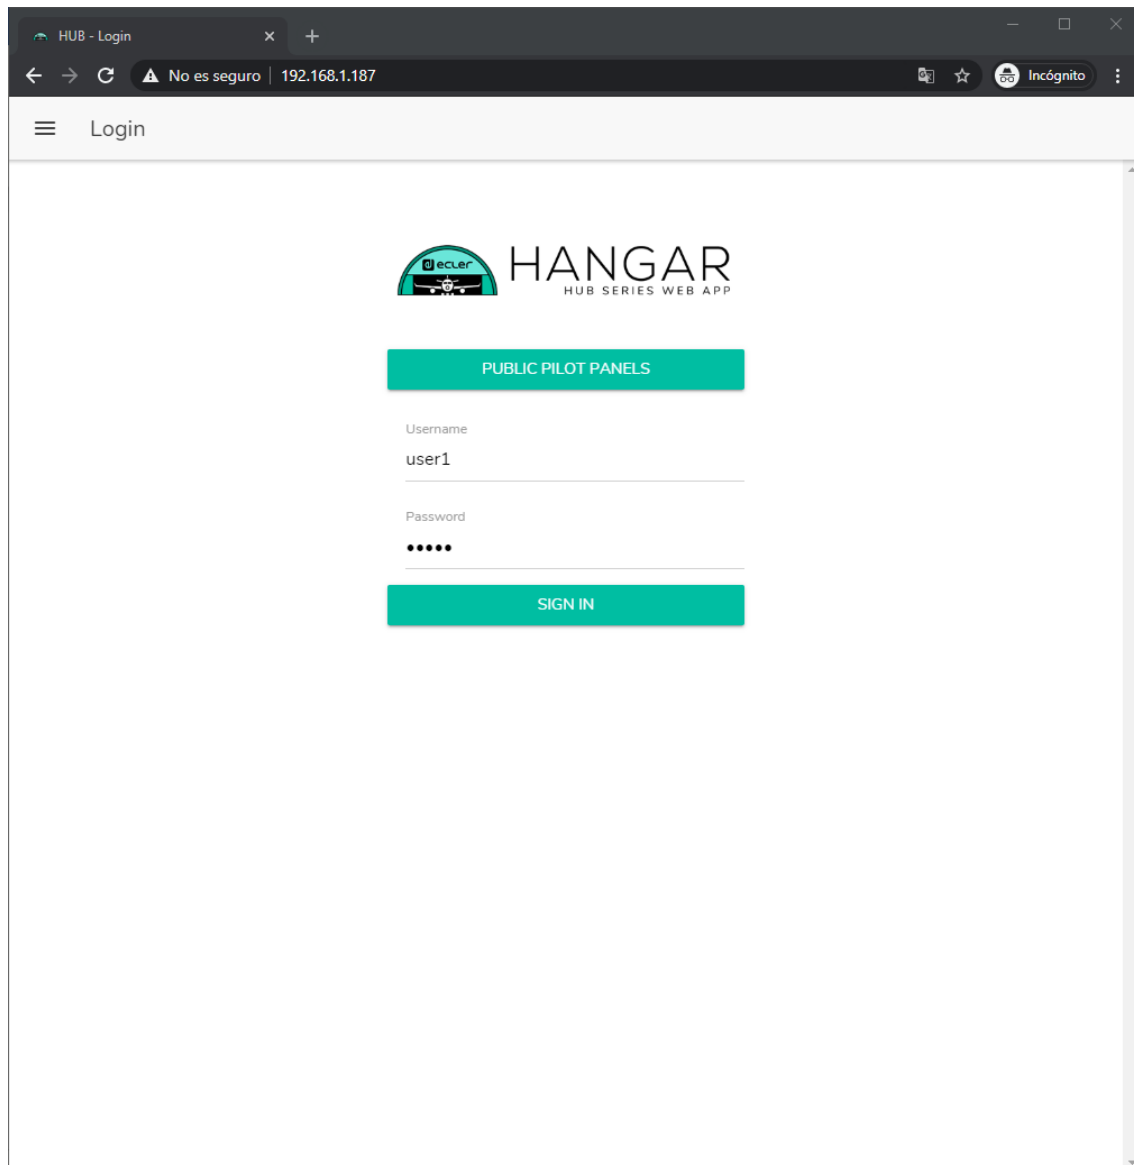 HUB - Login
No es seguro | 192.168.1.187
Incógnito
Login
ecler
HANGAR
HUB SERIES WEB APP
PUBLIC PILOT PANELS
Username
user1
Password
•••••
SIGN IN